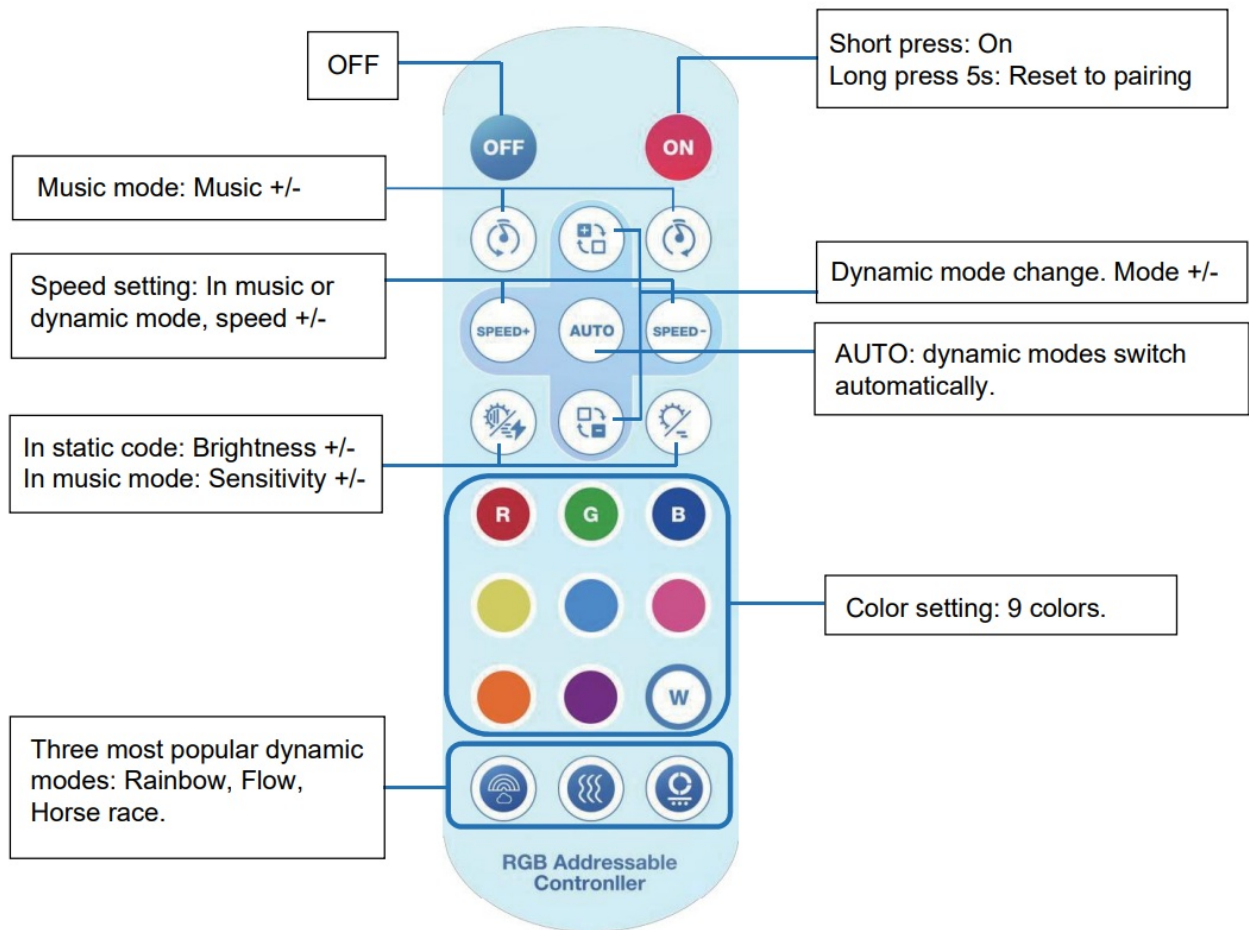 OFF
Short press: On
Long press 5s: Reset to pairing
OFF
ON
Music mode: Music +/-
Speed setting: In music or
dynamic mode, speed +/-
Dynamic mode change. Mode +/-
SPEED+
AUTO
SPEED-
AUTO: dynamic modes switch
automatically.
In static code: Brightness +/-
In music mode: Sensitivity +/-
R
G
B
Color setting: 9 colors.
W
Three most popular dynamic
modes: Rainbow, Flow,
Horse race.
RGB Addressable
Contronller